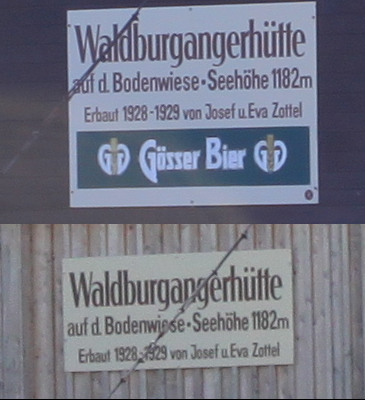 Waldburgangerhütte
auf d. Bodenwiese • Seehöhe 1182m
Erbaut 1928-1929 von Josef u. Eva Zottel
Gösser Bier
Waldburgangerhütte
auf d. Bodenwiese • Seehöhe 1182m
Erbaut 1928-1929 von Josef u. Eva Zottel